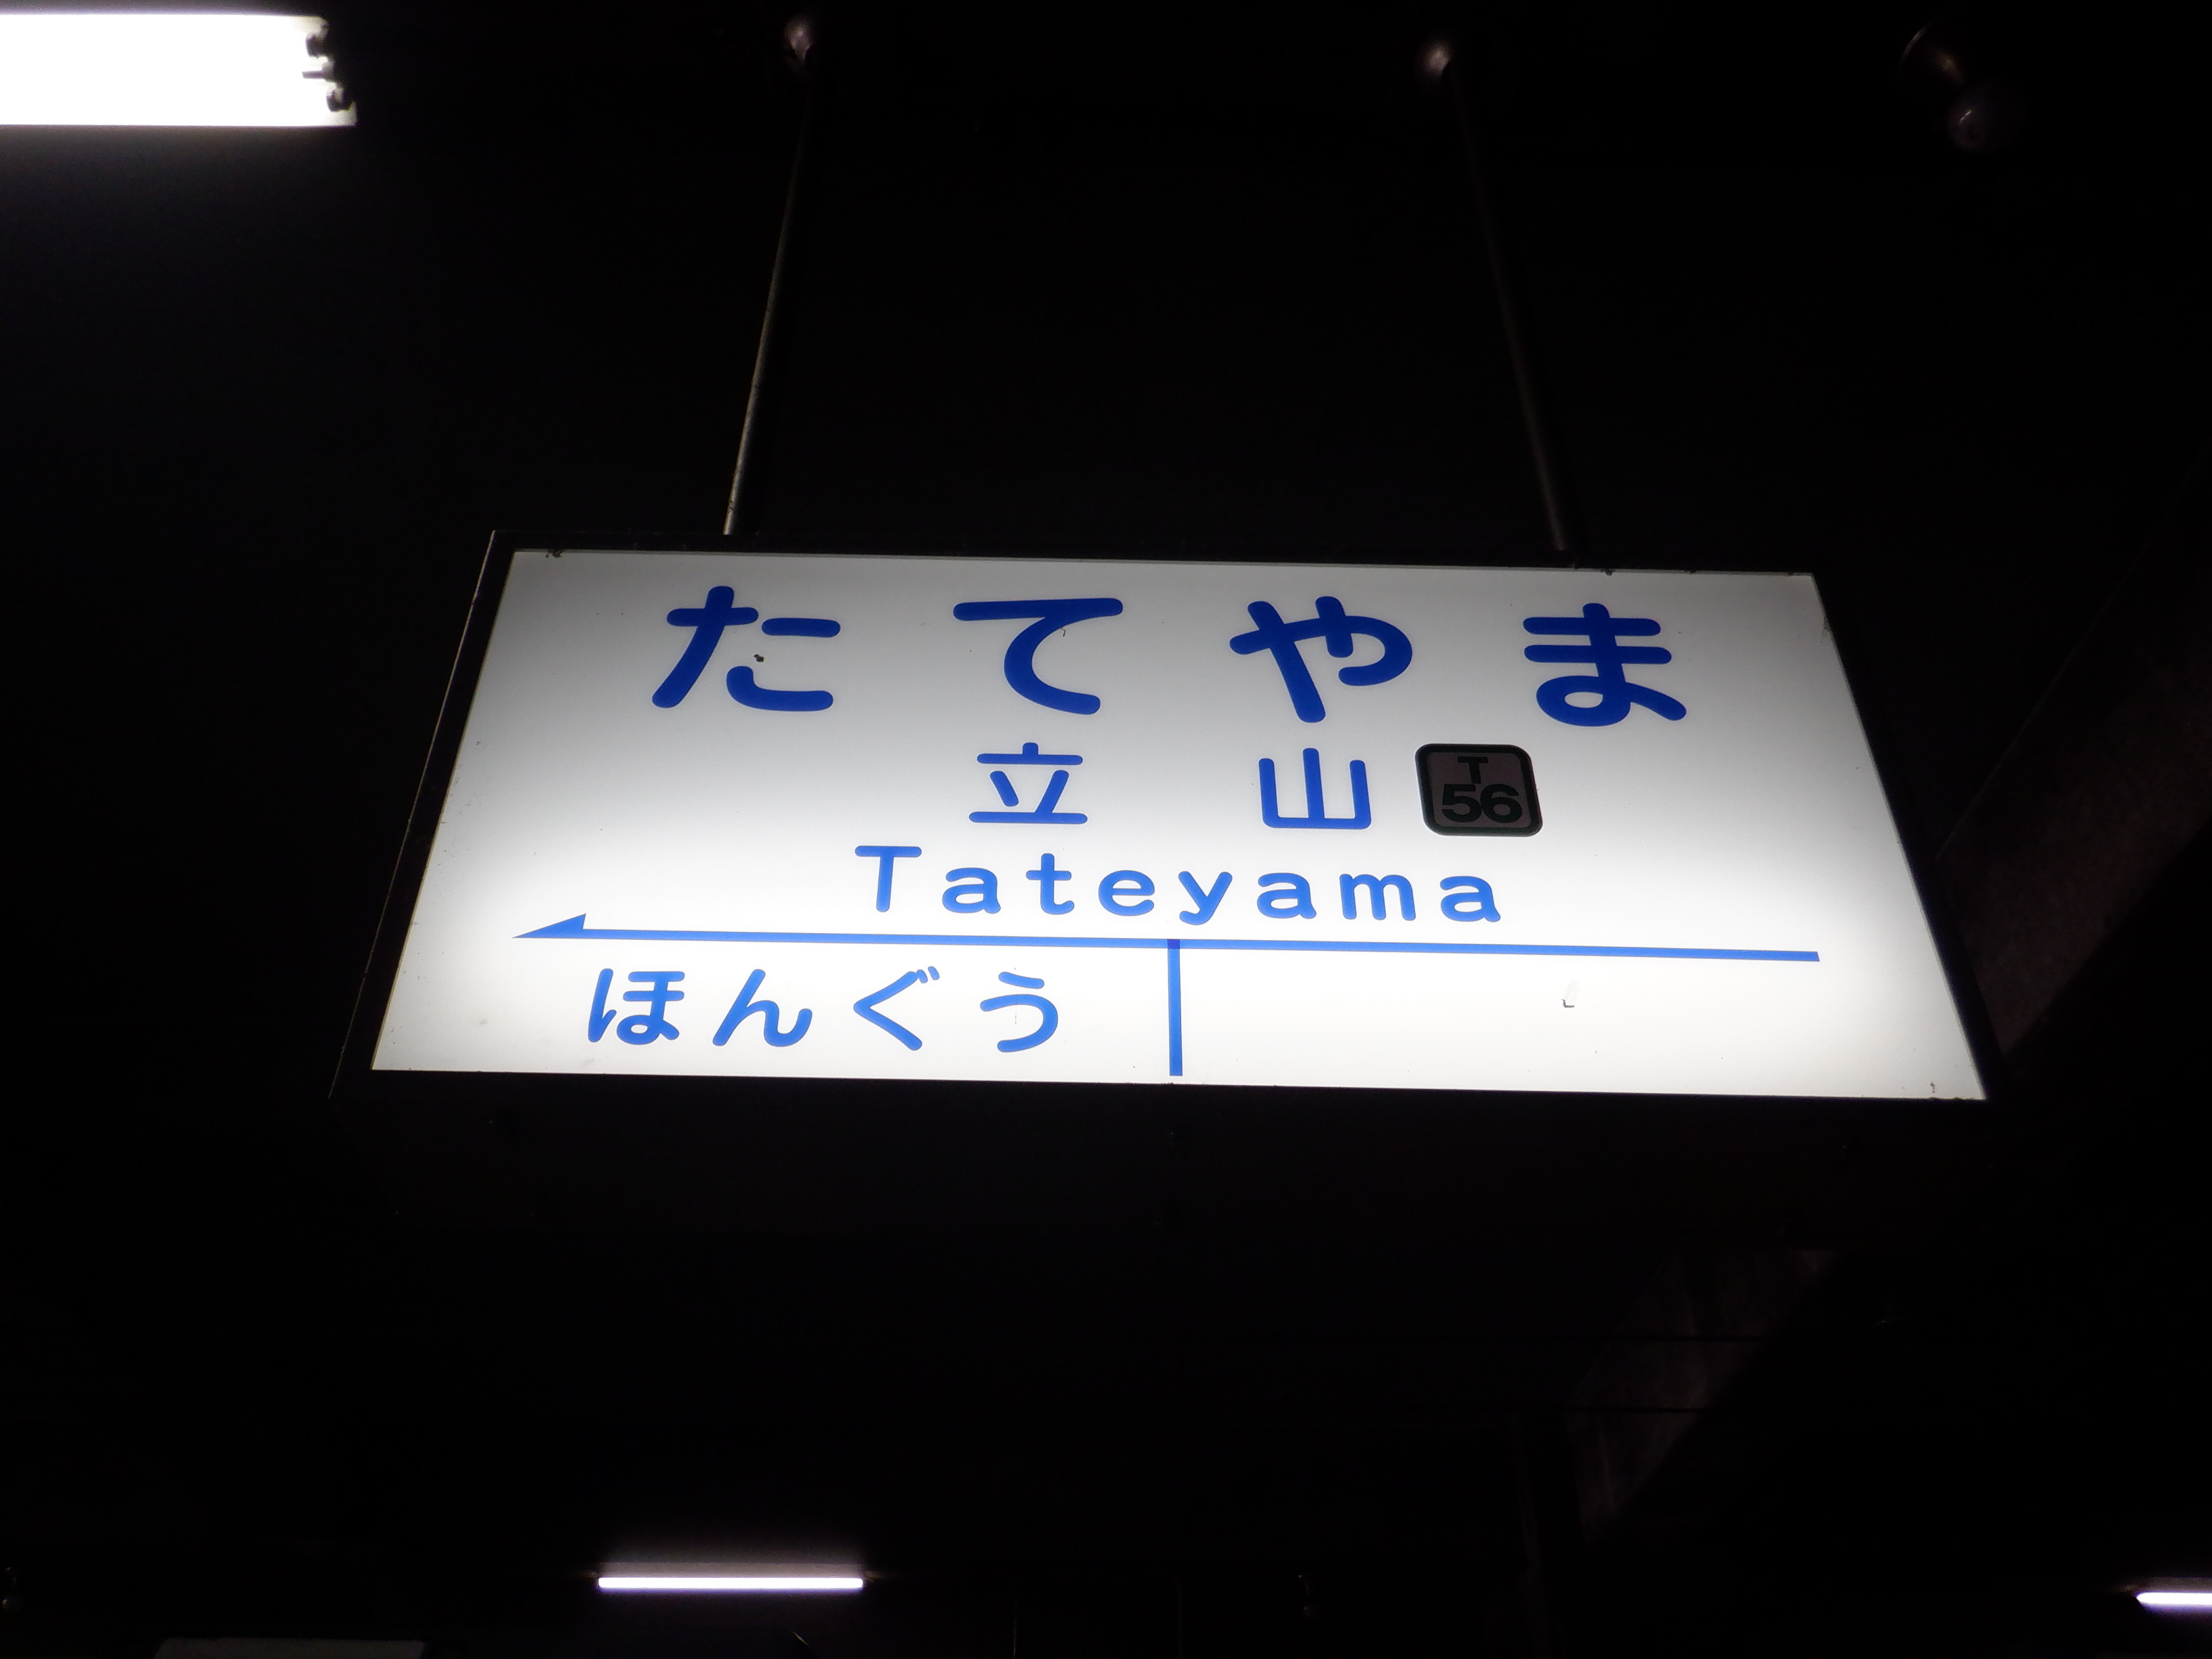 たてやま
立山
T
56
Tateyama
ほんぐう